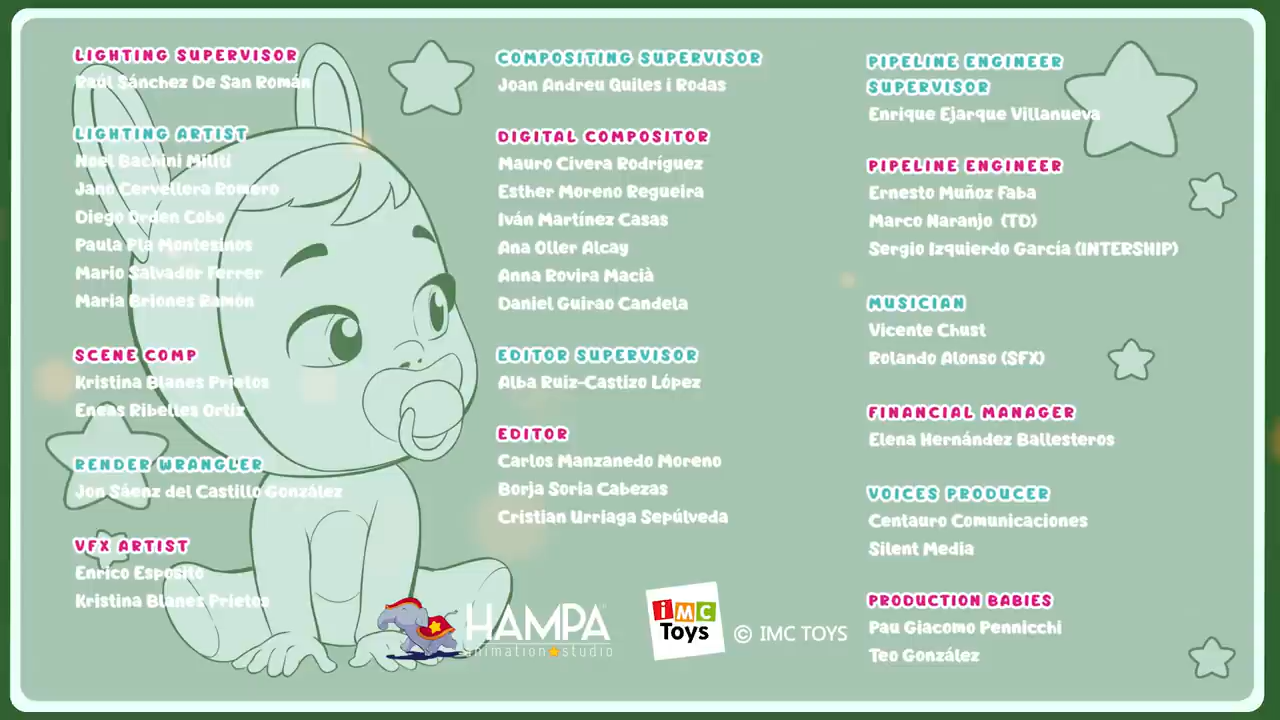 LIGHTING SUPERVISOR
Raúl Sánchez De San Román
LIGHTING ARTIST
Noel Bachini Mililì
Jano Cervellera Romero
Diego Orden Cobo
Paula Pla Montesinos
Mario Salvador Ferrer
Maria Briones Ramón
SCENE COMP
Kristina Blanes Prietos
Eneas Ribelles Ortiz
RENDER WRANGLER
Jon Sáenz del Castillo González
VFX ARTIST
Enrico Esposito
Kristina Blanes Prietos
COMPOSITING SUPERVISOR
Joan Andreu Quiles i Rodas
DIGITAL COMPOSITOR
Mauro Civera Rodríguez
Esther Moreno Regueira
Iván Martínez Casas
Ana Oller Alcay
Anna Rovira Macià
Daniel Guirao Candela
EDITOR SUPERVISOR
Alba Ruiz-Castizo López
EDITOR
Carlos Manzanedo Moreno
Borja Soria Cabezas
Cristian Urriaga Sepúlveda
HAMPA
animation studio
iMC
Toys
© IMC TOYS
PIPELINE ENGINEER
SUPERVISOR
Enrique Ejarque Villanueva
PIPELINE ENGINEER
Ernesto Muñoz Faba
Marco Naranjo (TD)
Sergio Izquierdo García (INTERSHIP)
MUSICIAN
Vicente Chust
Rolando Alonso (SFX)
FINANCIAL MANAGER
Elena Hernández Ballesteros
VOICES PRODUCER
Centauro Comunicaciones
Silent Media
PRODUCTION BABIES
Pau Giacomo Pennicchi
Teo González